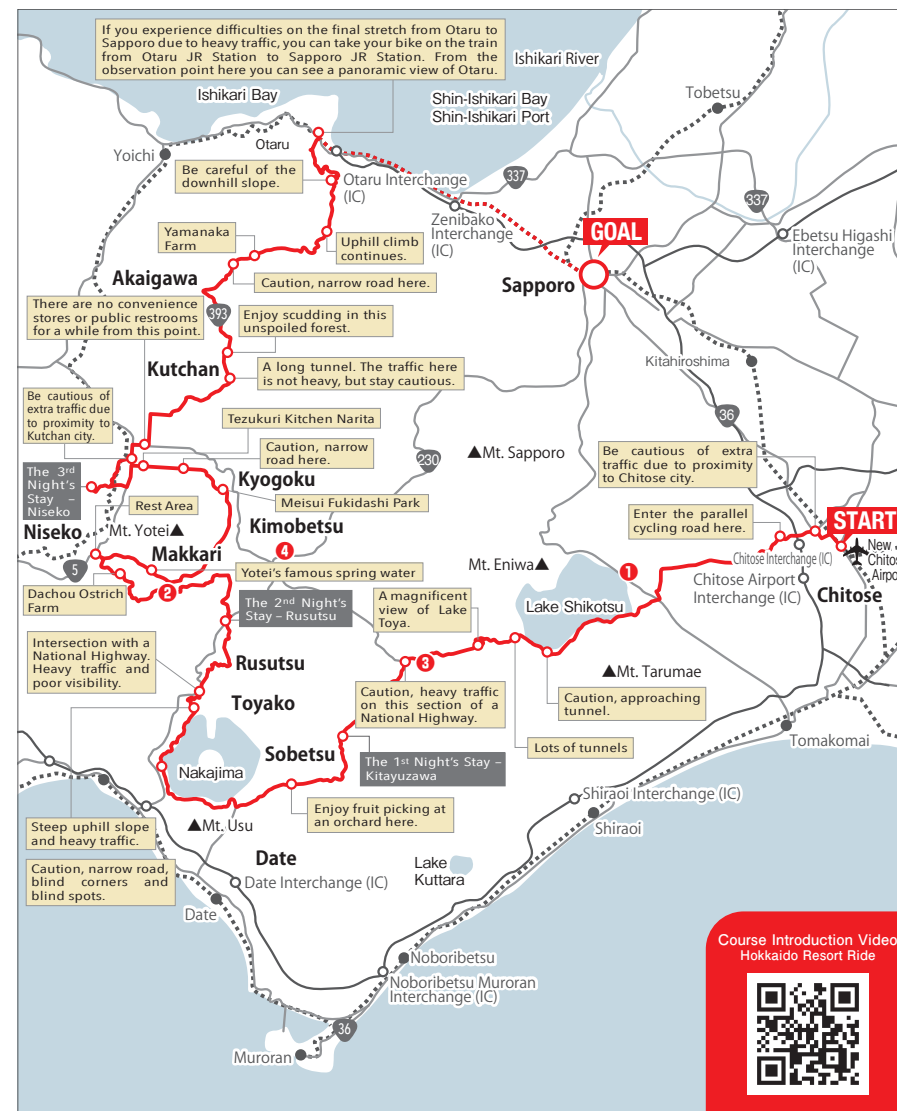 If you experience difficulties on the final stretch from Otaru to
Sapporo due to heavy traffic, you can take your bike on the train
from Otaru JR Station to Sapporo JR Station. From the
observation point here you can see a panoramic view of Otaru.
Ishikari River
Ishikari Bay
Shin-Ishikari Bay
Shin-Ishikari Port
Tobetsu
Yoichi
Otaru
Be careful of the
downhill slope.
Otaru Interchange
(IC)
337
337
Zenibako
Interchange
(IC)
GOAL
Ebetsu Higashi
Interchange
(IC)
Yamanaka
Farm
Uphill climb
continues.
Akaigawa
Caution, narrow road here.
Sapporo
There are no convenience
stores or public restrooms
for a while from this point.
393
Enjoy scudding in this
unspoiled forest.
Kutchan
A long tunnel. The traffic here
is not heavy, but stay cautious.
Kitahiroshima
36
Be cautious of
extra traffic due
to proximity to
Kutchan city.
Tezukuri Kitchen Narita
Caution, narrow
road here.
230
▲Mt. Sapporo
Be cautious of extra
traffic due to proximity
to Chitose city.
The 3rd
Night's
Stay –
Niseko
Kyogoku
Meisui Fukidashi Park
Rest Area
Enter the parallel
cycling road here.
START
Niseko
Mt. Yotei▲
Kimobetsu
4
Makkari
5
Yotei's famous spring water
Mt. Eniwa▲
1
Chitose Interchange (IC)
New
Chitose
Airport
Chitose Airport
Interchange (IC)
Chitose
Dachou Ostrich
Farm
2
The 2nd Night's
Stay – Rusutsu
A magnificent
view of Lake
Toya.
Lake Shikotsu
Intersection with a
National Highway.
Heavy traffic and
poor visibility.
Rusutsu
3
▲Mt. Tarumae
Toyako
Caution, heavy traffic
on this section of a
National Highway.
Caution, approaching
tunnel.
Lots of tunnels
Tomakomai
Sobetsu
The 1st Night's Stay –
Kitayuzawa
Nakajima
Enjoy fruit picking at
an orchard here.
Shiraoi Interchange (IC)
Shiraoi
Steep uphill slope
and heavy traffic.
▲Mt. Usu
Caution, narrow road,
blind corners and
blind spots.
Date
Date Interchange (IC)
Lake
Kuttara
Date
Noboribetsu
Noboribetsu Muroran
Interchange (IC)
36
Muroran
Course Introduction Video
Hokkaido Resort Ride